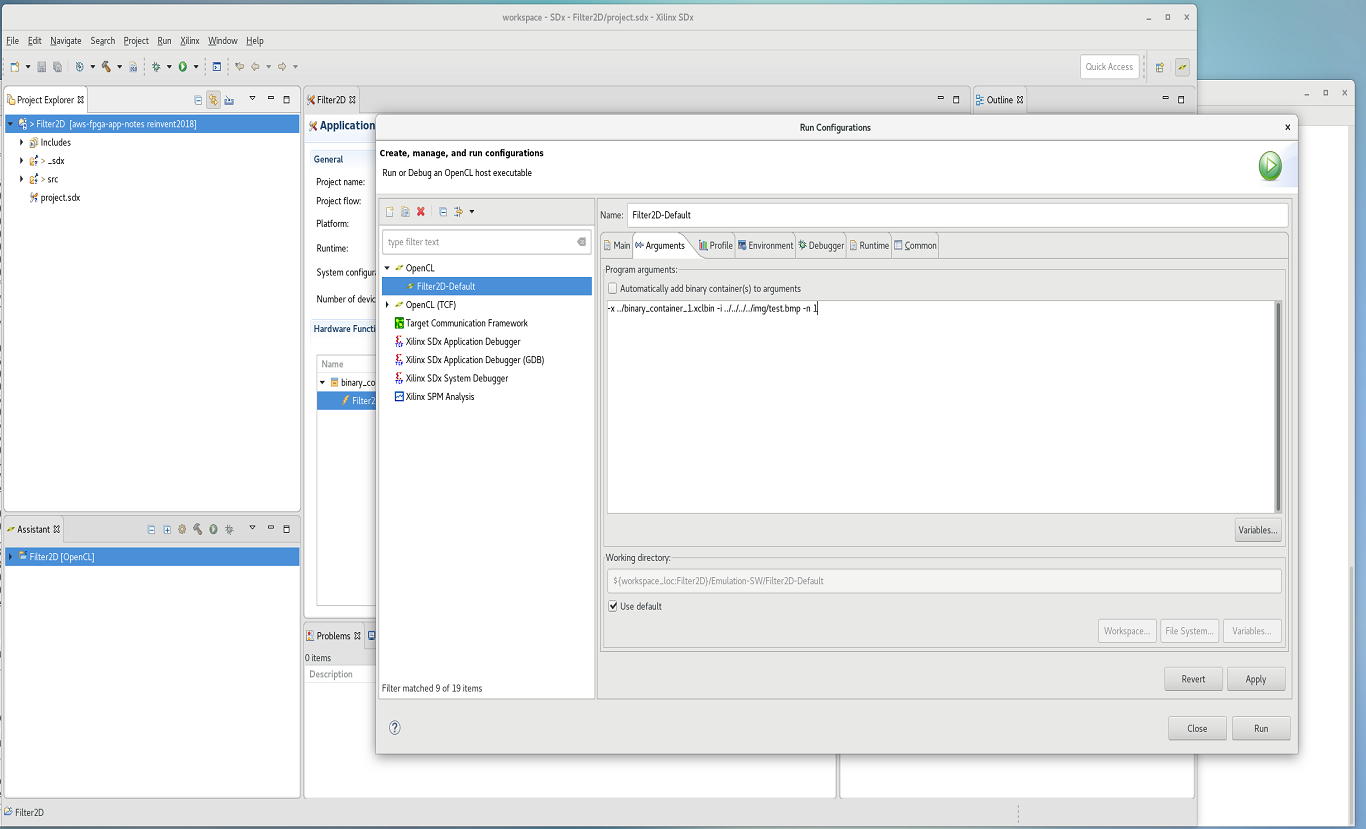 workspace - SDx - Filter2D/project.sdx - Xilinx SDx
File Edit Navigate Search Project Run Xilinx Window Help
Quick Access
Project Explorer
> Filter2D [aws-fpga-app-notes reinvent2018]
Includes
> _sdx
> src
project.sdx
Filter2D
Application
General
Project name:
Project flow:
Platform:
Runtime:
System configura
Number of device
Hardware Functi
Name
binary_co
Filter2
Outline
Run Configurations
Create, manage, and run configurations
Run or Debug an OpenCL host executable
type filter text
OpenCL
Filter2D-Default
OpenCL (TCF)
Target Communication Framework
Xilinx SDx Application Debugger
Xilinx SDx Application Debugger (GDB)
Xilinx SDx System Debugger
Xilinx SPM Analysis
Filter matched 9 of 19 items
Name: Filter2D-Default
Main Arguments Profile Environment Debugger Runtime Common
Program arguments:
Automatically add binary container(s) to arguments
-x ../binary_container_1.xclbin -i ../../../../img/test.bmp -n 1
Variables...
Working directory:
${workspace_loc:Filter2D}/Emulation-SW/Filter2D-Default
Use default
Workspace... File System... Variables...
Revert Apply
Close Run
Assistant
Filter2D [OpenCL]
Problems
0 items
Description
Filter2D